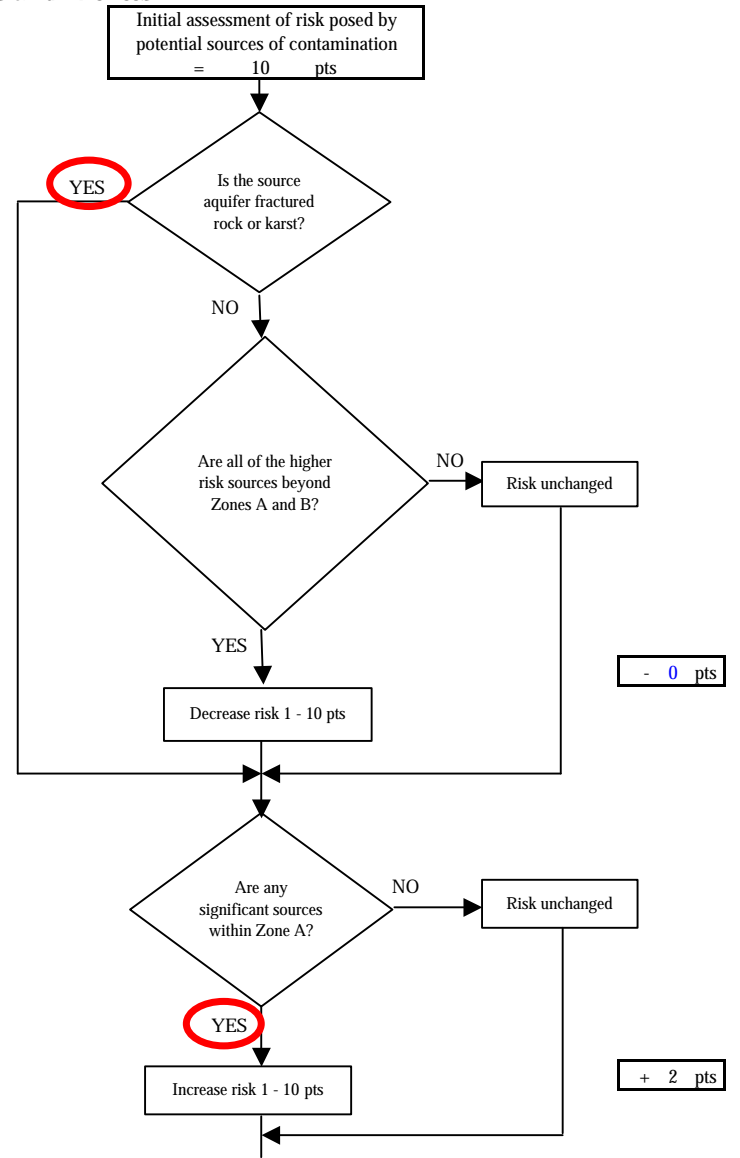 Initial assessment of risk posed by
potential sources of contamination
= 10 pts
YES
Is the source
aquifer fractured
rock or karst?
NO
Are all of the higher
risk sources beyond
Zones A and B?
NO
Risk unchanged
YES
- 0 pts
Decrease risk 1 - 10 pts
Are any
significant sources
within Zone A?
NO
Risk unchanged
YES
Increase risk 1 - 10 pts
+ 2 pts